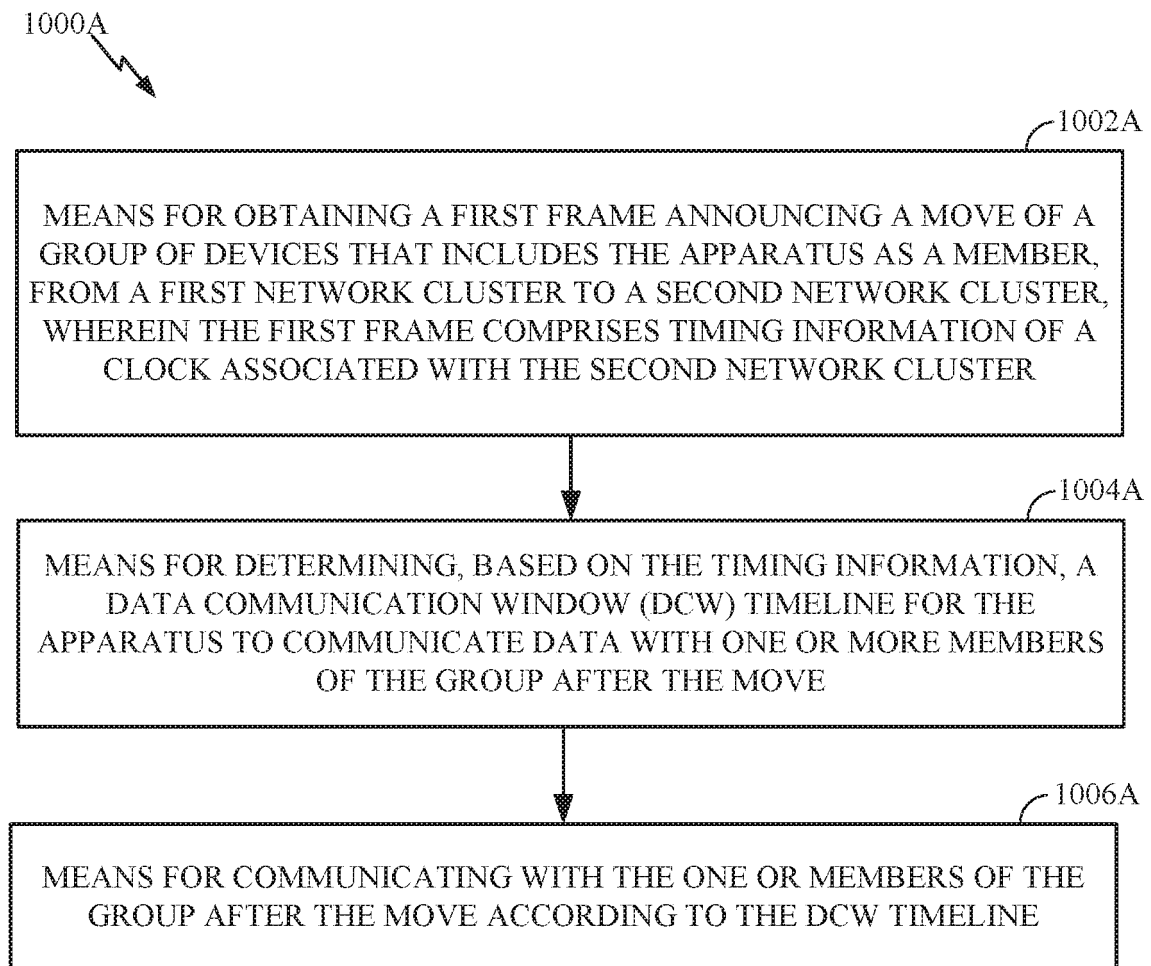 1000A
1002A
MEANS FOR OBTAINING A FIRST FRAME ANNOUNCING A MOVE OF A
GROUP OF DEVICES THAT INCLUDES THE APPARATUS AS A MEMBER,
FROM A FIRST NETWORK CLUSTER TO A SECOND NETWORK CLUSTER,
WHEREIN THE FIRST FRAME COMPRISES TIMING INFORMATION OF A
CLOCK ASSOCIATED WITH THE SECOND NETWORK CLUSTER
1004A
MEANS FOR DETERMINING, BASED ON THE TIMING INFORMATION, A
DATA COMMUNICATION WINDOW (DCW) TIMELINE FOR THE
APPARATUS TO COMMUNICATE DATA WITH ONE OR MORE MEMBERS
OF THE GROUP AFTER THE MOVE
1006A
MEANS FOR COMMUNICATING WITH THE ONE OR MEMBERS OF THE
GROUP AFTER THE MOVE ACCORDING TO THE DCW TIMELINE